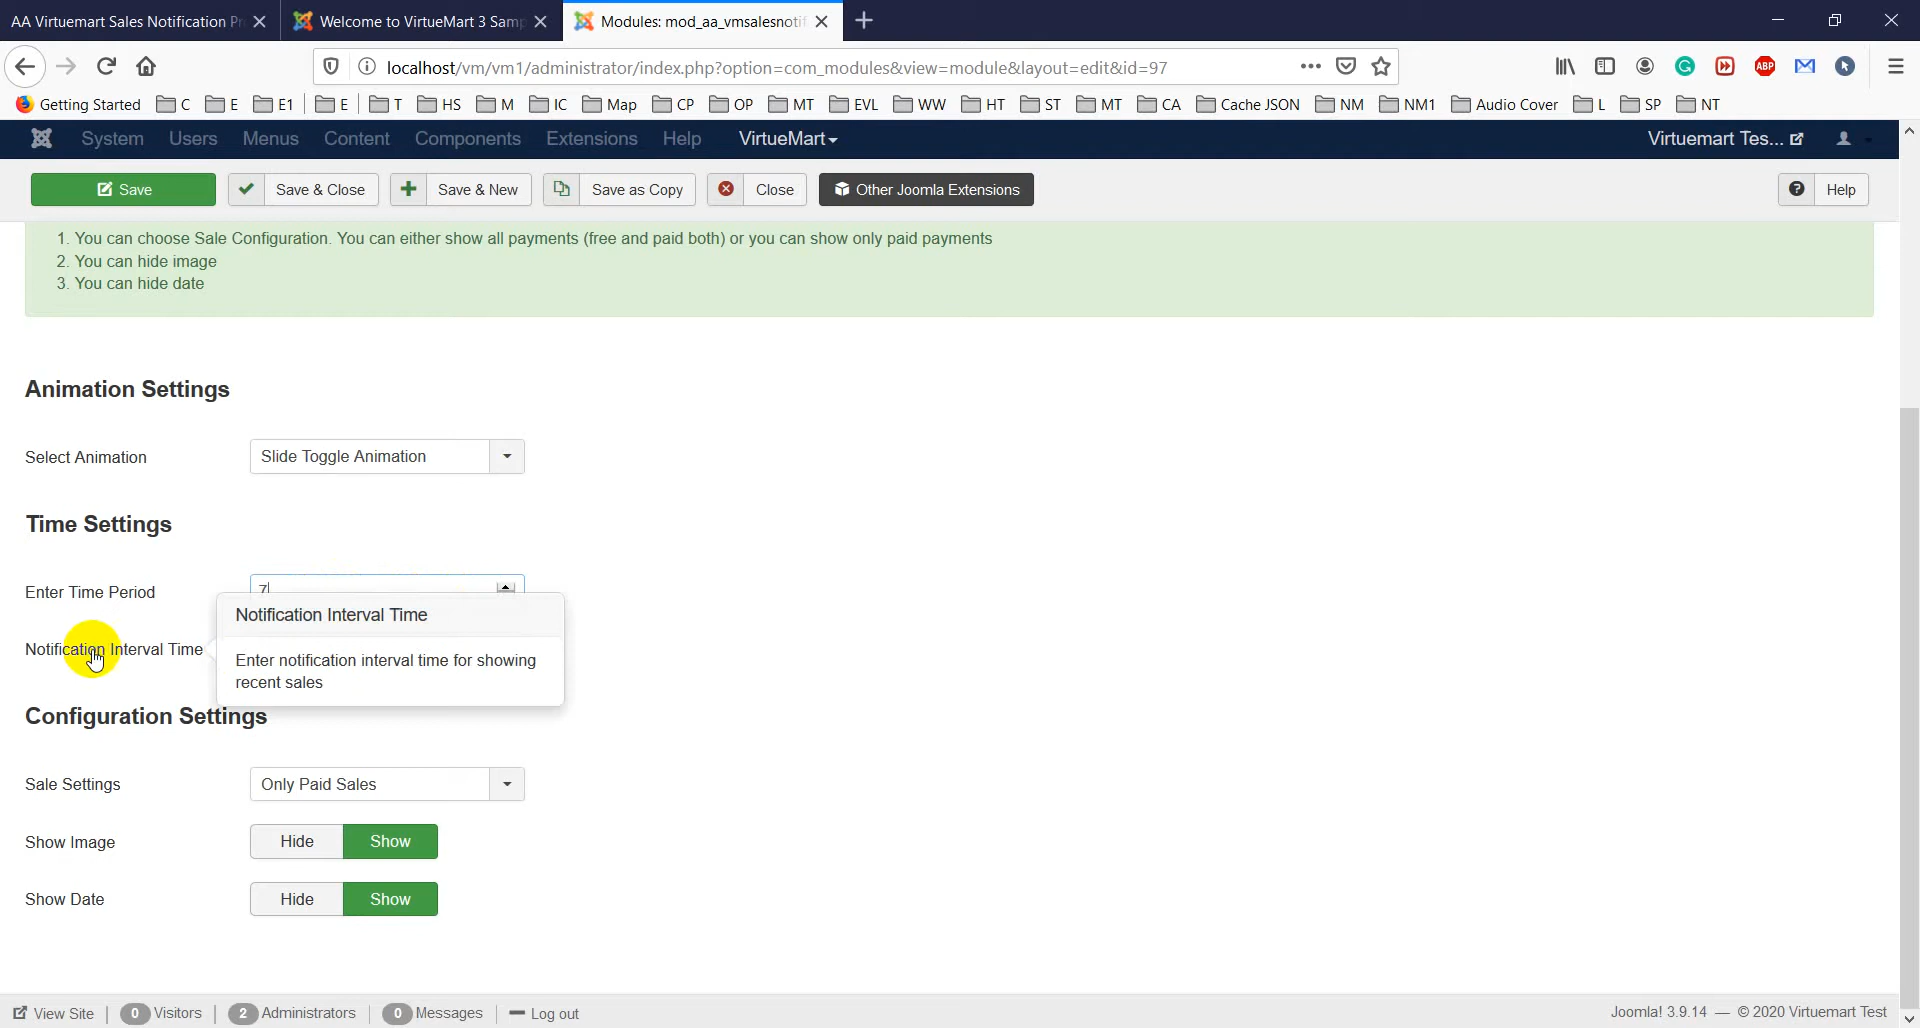 AA Virtuemart Sales Notification Pr
Welcome to VirtueMart 3 Samp
Modules: mod_aa_vmsalesnotif
localhost/vm/vm1/administrator/index.php?option=com_modules&view=module&layout=edit&id=97
ABP
Getting Started C E E1 E T HS M IC Map CP OP MT EVL WW HT ST MT CA Cache JSON NM NM1 Audio Cover L SP NT
System Users Menus Content Components Extensions Help VirtueMart Virtuemart Tes...
Save Save & Close Save & New Save as Copy Close Other Joomla Extensions Help
1. You can choose Sale Configuration. You can either show all payments (free and paid both) or you can show only paid payments
2. You can hide image
3. You can hide date
Animation Settings
Select Animation Slide Toggle Animation
Time Settings
Enter Time Period 7
Notification Interval Time
Notification Interval Time
Enter notification interval time for showing
recent sales
Configuration Settings
Sale Settings Only Paid Sales
Show Image Hide Show
Show Date Hide Show
View Site 0 Visitors 2 Administrators 0 Messages Log out Joomla! 3.9.14 — © 2020 Virtuemart Test